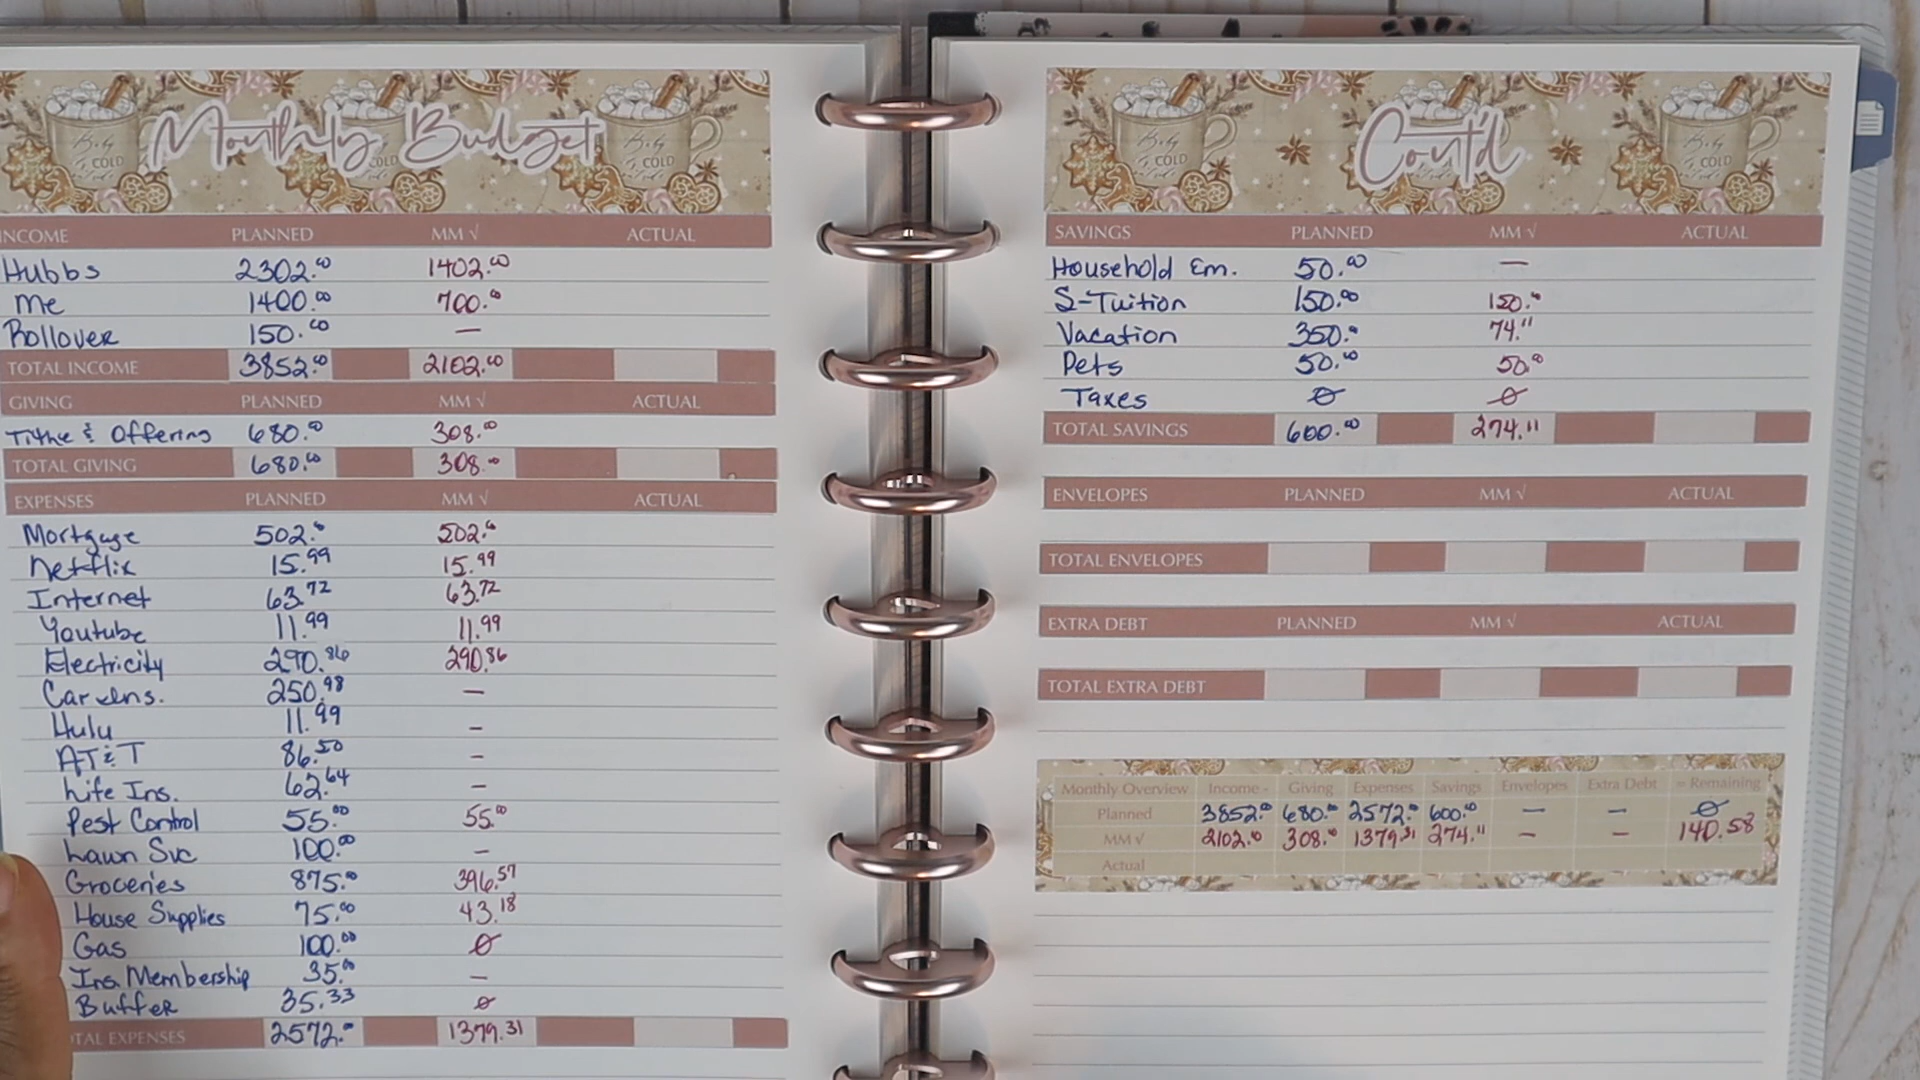 Monthly Budget
INCOME PLANNED MM √ ACTUAL
Hubbs 2302.00 1402.00
Me 1400.00 700.00
Rollover 150.00 —
TOTAL INCOME 3852.00 2102.00
GIVING PLANNED MM √ ACTUAL
Tithe & Offering 680.00 308.00
TOTAL GIVING 680.00 308.00
EXPENSES PLANNED MM √ ACTUAL
Mortgage 502.00 502.00
Netflix 15.99 15.99
Internet 63.72 63.72
Youtube 11.99 11.99
Electricity 290.86 290.86
Car Ins. 250.98 —
Hulu 11.99 -
AT&T 86.50 -
Life Ins. 62.64 -
Pest Control 55.00 55.00
Lawn Svc 100.00 -
Groceries 875.00 396.57
House Supplies 75.00 43.18
Gas 100.00 0
Ins. Membership 35.00 -
Buffer 35.33 0
TAL EXPENSES 2572.00 1379.31
Cont'd
SAVINGS PLANNED MM √ ACTUAL
Household Em. 50.00 —
S-Tuition 150.00 150.00
Vacation 350.00 74.11
Pets 50.00 50.00
Taxes 0 0
TOTAL SAVINGS 600.00 274.11
ENVELOPES PLANNED MM √ ACTUAL
TOTAL ENVELOPES
EXTRA DEBT PLANNED MM √ ACTUAL
TOTAL EXTRA DEBT
Monthly Overview Income - Giving Expenses Savings Envelopes Extra Debt = Remaining
Planned 3852.00 680.00 2572.00 600.00 — — 0
MM √ 2102.00 308.00 1379.31 274.11 — — 140.58
Actual